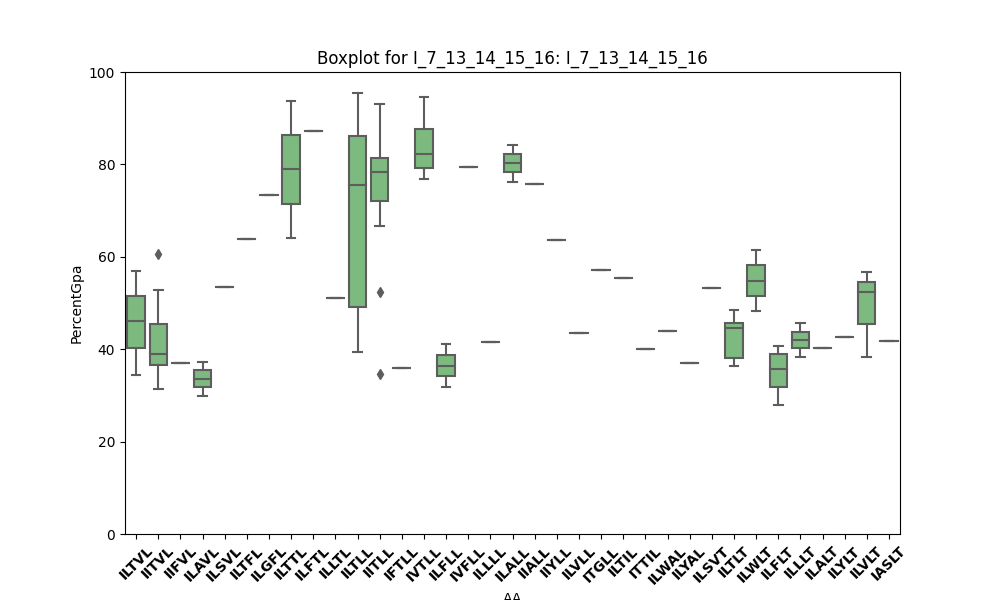 Boxplot for I_7_13_14_15_16: I_7_13_14_15_16
PercentGpa
100
80
60
40
20
0
ILTVL
IITVL
IIFVL
ILAVL
ILSVL
ILTFL
ILGFL
ILTTL
ILFTL
ILLTL
ILTLL
IITLL
IFTLL
IVTLL
ILFLL
IVFLL
ILLLL
ILALL
IIALL
IIYLL
ILVLL
ITGLL
ILTIL
ITTIL
ILWAL
ILYAL
ILSVT
ILTLT
ILWLT
ILFLT
ILLLT
ILALT
ILYLT
ILVLT
IASLT
AA